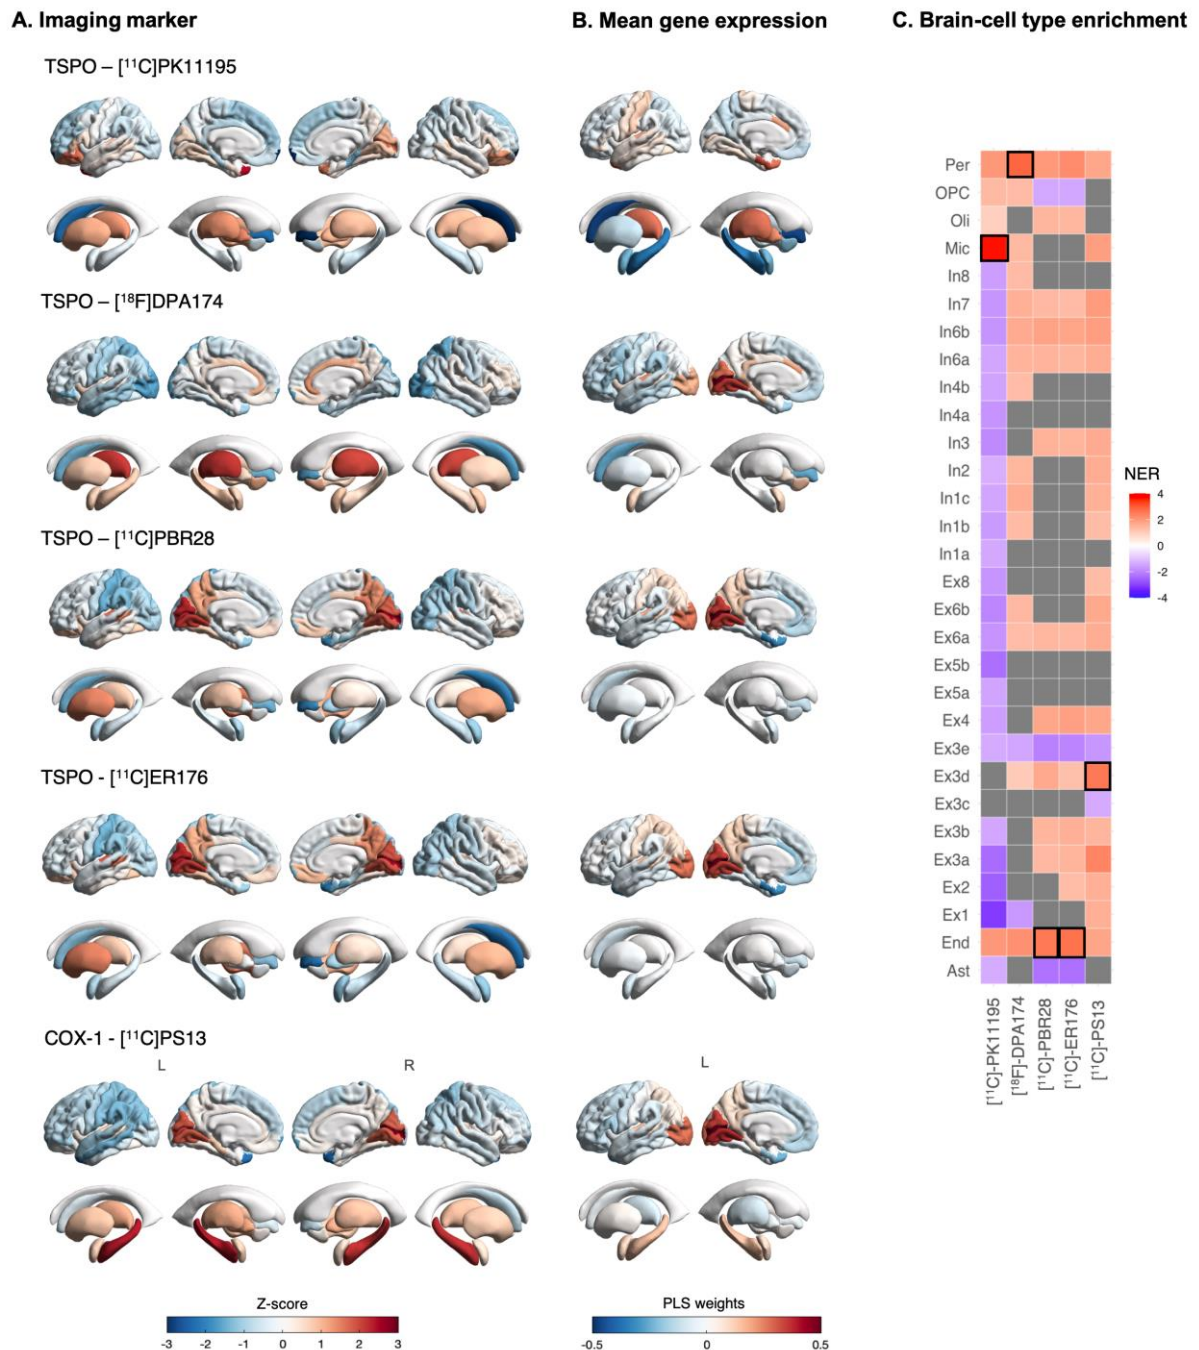 A. Imaging marker
B. Mean gene expression
C. Brain-cell type enrichment
TSPO – [¹¹C]PK11195
TSPO – [¹⁸F]DPA174
TSPO – [¹¹C]PBR28
TSPO - [¹¹C]ER176
COX-1 - [¹¹C]PS13
L
R
L
Z-score
-3 -2 -1 0 1 2 3
PLS weights
-0.5 0 0.5
Per
OPC
Oli
Mic
In8
In7
In6b
In6a
In4b
In4a
In3
In2
In1c
In1b
In1a
Ex8
Ex6b
Ex6a
Ex5b
Ex5a
Ex4
Ex3e
Ex3d
Ex3c
Ex3b
Ex3a
Ex2
Ex1
End
Ast
[¹¹C]-PK11195
[¹⁸F]-DPA174
[¹¹C]-PBR28
[¹¹C]-ER176
[¹¹C]-PS13
NER
4
2
0
-2
-4